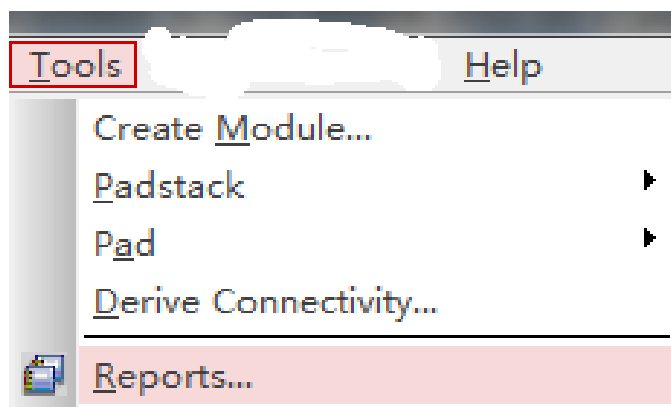 Tools Help
Create Module...
Padstack
Pad
Derive Connectivity...
Reports...